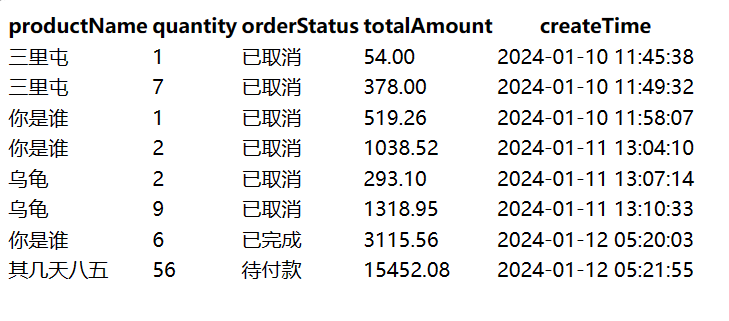 productName quantity orderStatus totalAmount createTime
三里屯 1 已取消 54.00 2024-01-10 11:45:38
三里屯 7 已取消 378.00 2024-01-10 11:49:32
你是谁 1 已取消 519.26 2024-01-10 11:58:07
你是谁 2 已取消 1038.52 2024-01-11 13:04:10
乌龟 2 已取消 293.10 2024-01-11 13:07:14
乌龟 9 已取消 1318.95 2024-01-11 13:10:33
你是谁 6 已完成 3115.56 2024-01-12 05:20:03
其几天八五 56 待付款 15452.08 2024-01-12 05:21:55